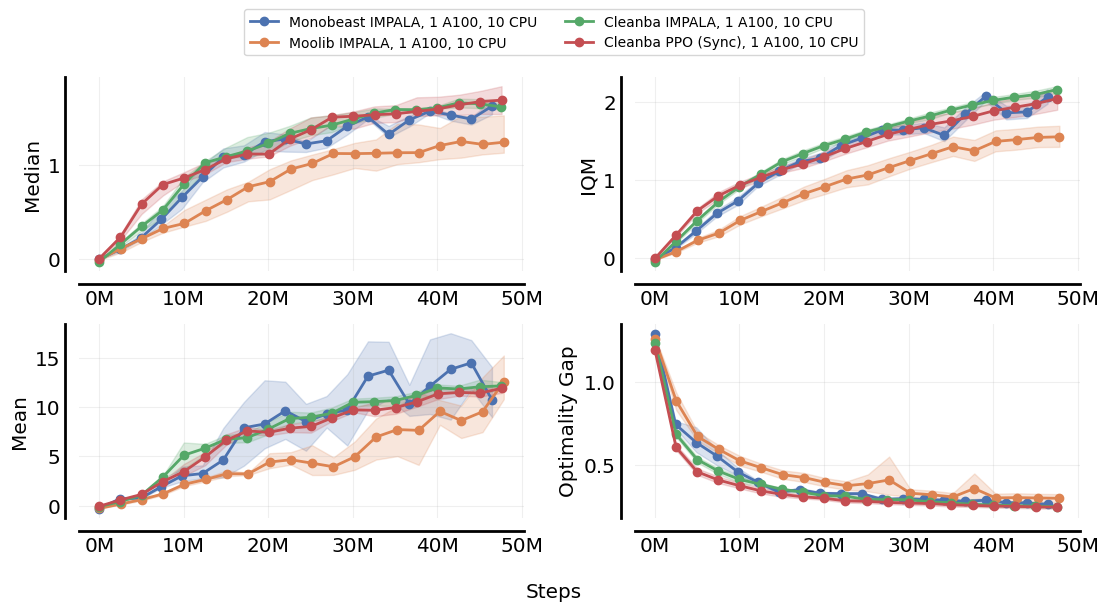 Monobeast IMPALA, 1 A100, 10 CPU
Moolib IMPALA, 1 A100, 10 CPU
Cleanba IMPALA, 1 A100, 10 CPU
Cleanba PPO (Sync), 1 A100, 10 CPU
Median
1
0
0M 10M 20M 30M 40M 50M
IQM
2
1
0
0M 10M 20M 30M 40M 50M
Mean
15
10
5
0
0M 10M 20M 30M 40M 50M
Optimality Gap
1.0
0.5
0M 10M 20M 30M 40M 50M
Steps